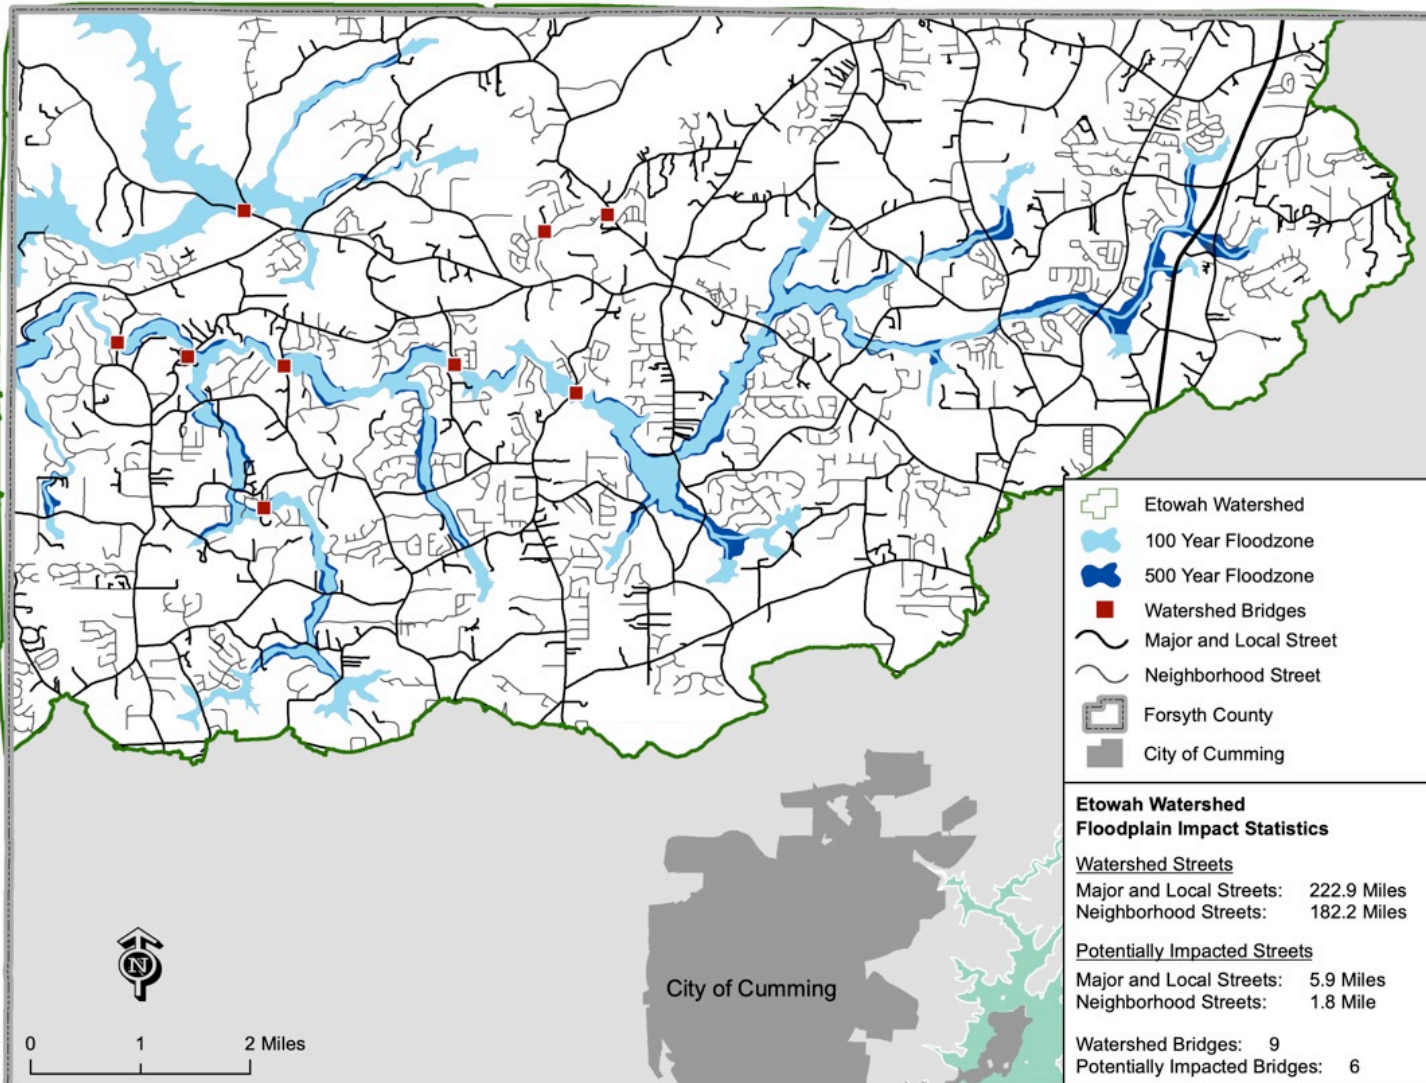 Etowah Watershed
100 Year Floodzone
500 Year Floodzone
Watershed Bridges
Major and Local Street
Neighborhood Street
Forsyth County
City of Cumming
Etowah Watershed
Floodplain Impact Statistics
Watershed Streets
Major and Local Streets: 222.9 Miles
Neighborhood Streets: 182.2 Miles
Potentially Impacted Streets
Major and Local Streets: 5.9 Miles
Neighborhood Streets: 1.8 Mile
Watershed Bridges: 9
Potentially Impacted Bridges: 6
City of Cumming
N
0 1 2 Miles